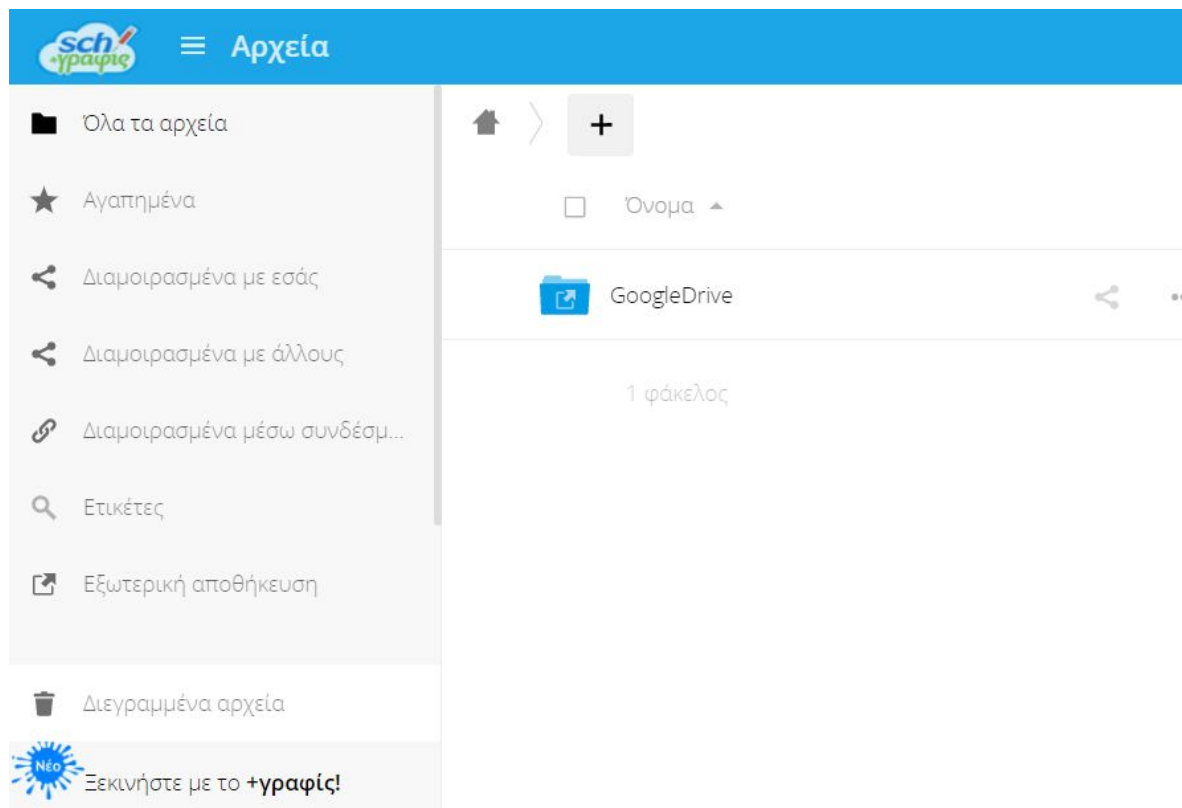 sch
+γραφίς
Αρχεία
Όλα τα αρχεία
Αγαπημένα
Διαμοιρασμένα με εσάς
Διαμοιρασμένα με άλλους
Διαμοιρασμένα μέσω συνδέσμ...
Ετικέτες
Εξωτερική αποθήκευση
Διεγραμμένα αρχεία
Νέο
Ξεκινήστε με το +γραφίς!
+
Όνομα
GoogleDrive
1 φάκελος